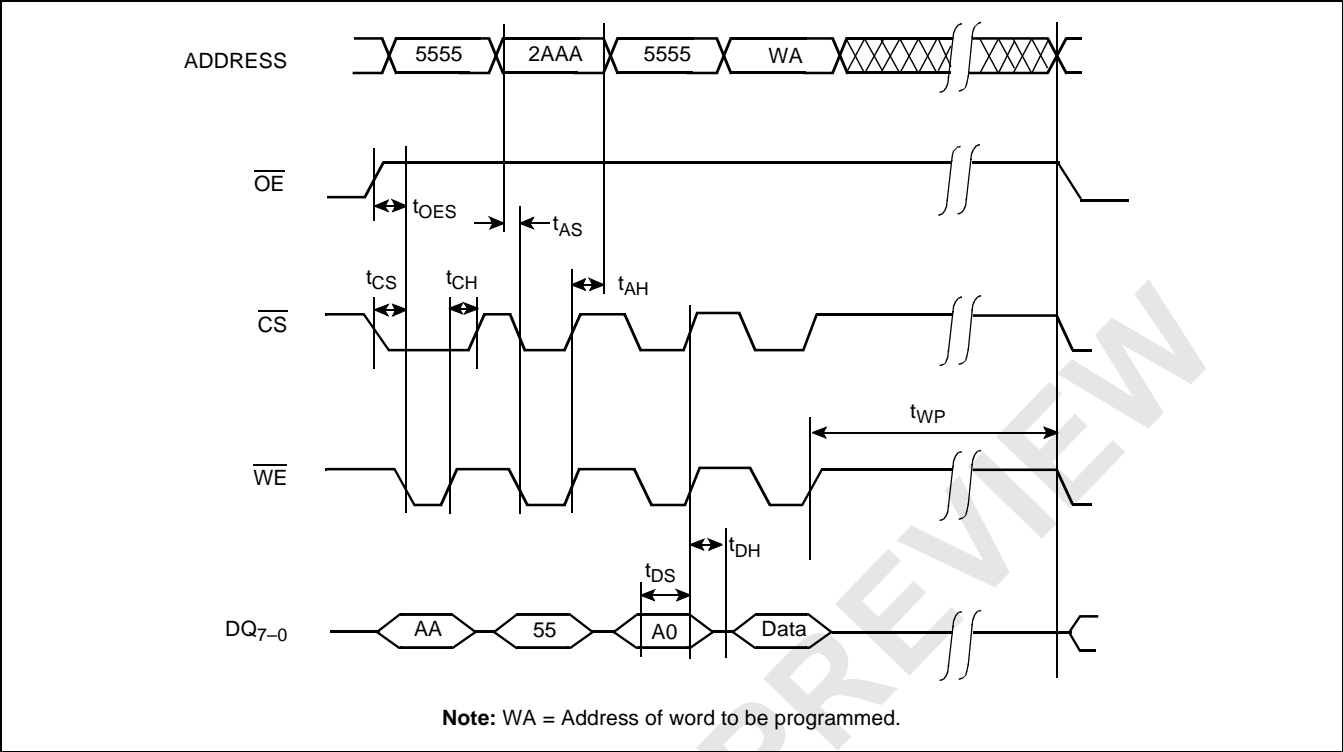 ADDRESS 5555 2AAA 5555 WA
OE
tOES
tAS
tCS tCH tAH
CS
tWP
WE
tDH
tDS
DQ7–0 AA 55 A0 Data
Note: WA = Address of word to be programmed.
PREVIEW